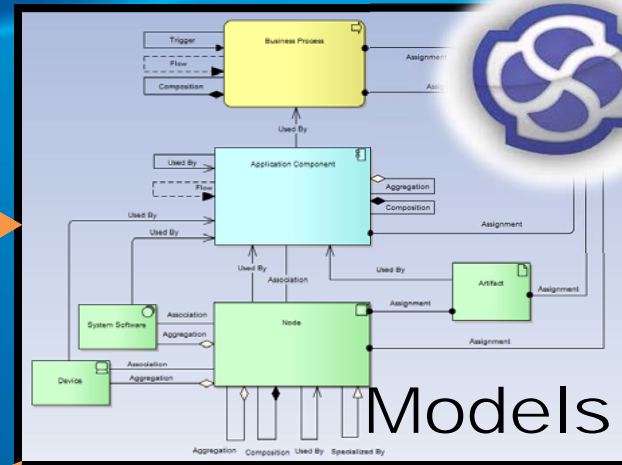 Trigger
Business Process
Flow
Assignment
Composition
Used By
Used By
Application Component
Flow
Aggregation
Composition
Used By
Assignment
Used By
Used By
Association
Used By
Artifact
Assignment
Assignment
System Software
Association
Node
Aggregation
Assignment
Device
Association
Aggregation
Models
Aggregation
Composition
Used By
Specialized By